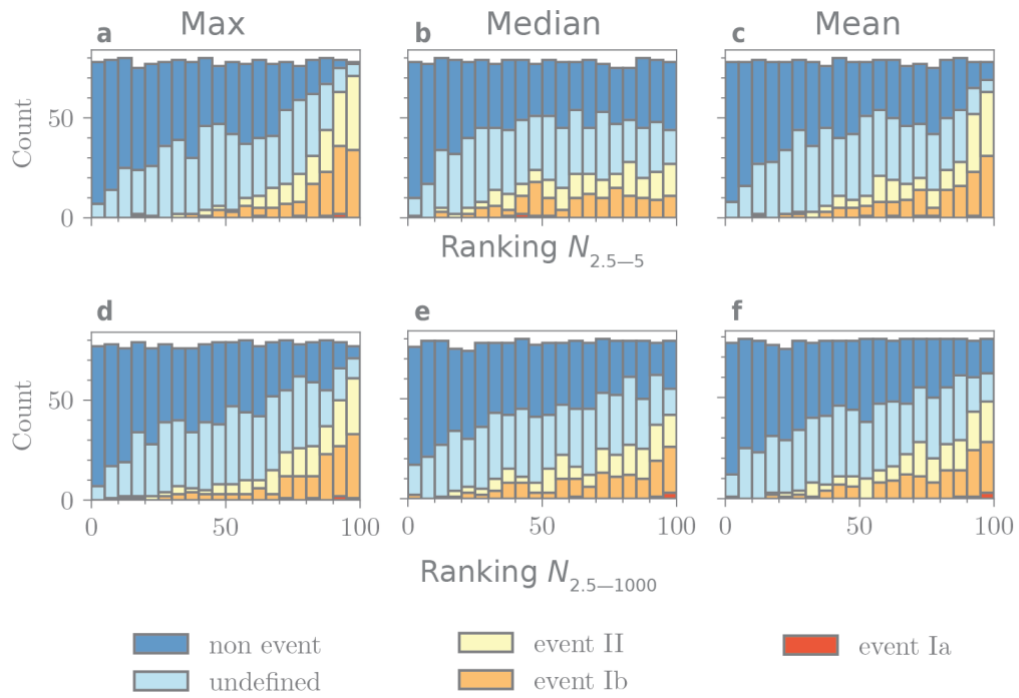 a Max b Median c Mean
Count
50
0
Ranking N2.5—5
d e f
Count
50
0
0 50 100 0 50 100 0 50 100
Ranking N2.5—1000
non event event II event Ia
undefined event Ib